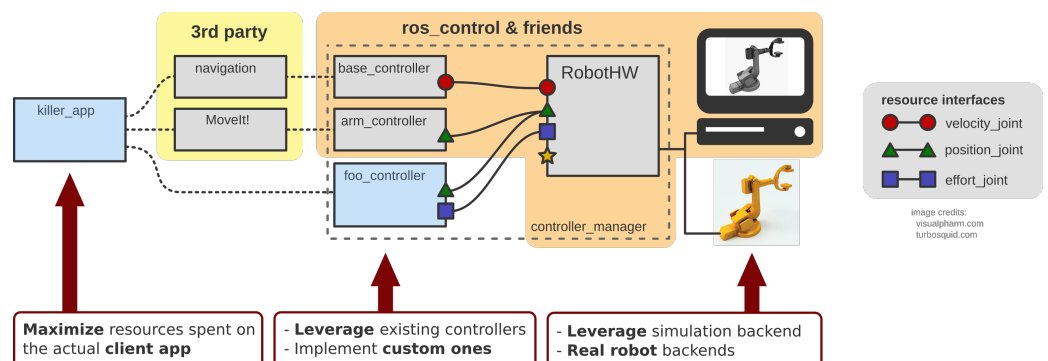 3rd party
ros_control & friends
killer_app
navigation
MoveIt!
base_controller
arm_controller
foo_controller
RobotHW
controller_manager
resource interfaces
velocity_joint
position_joint
effort_joint
image credits:
visualpharm.com
turbosquid.com
Maximize resources spent on
the actual client app
- Leverage existing controllers
- Implement custom ones
- Leverage simulation backend
- Real robot backends